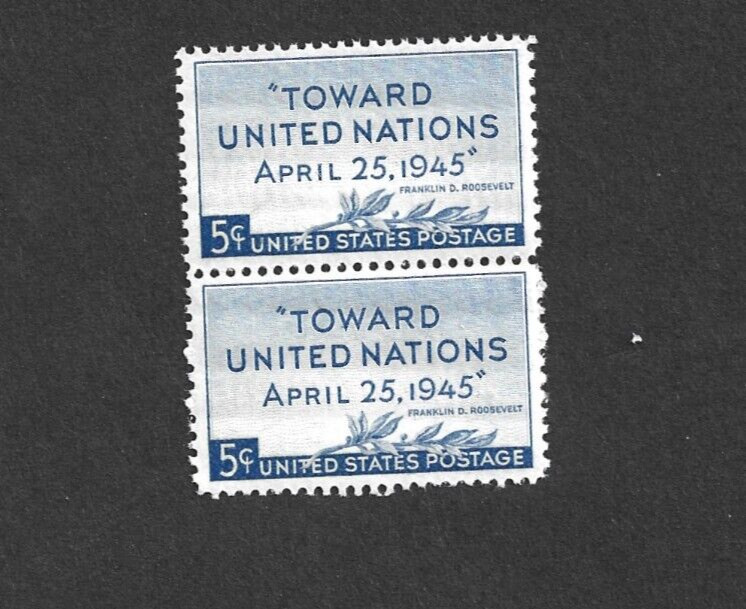 "TOWARD
UNITED NATIONS
APRIL 25, 1945"
FRANKLIN D. ROOSEVELT
5¢ UNITED STATES POSTAGE
"TOWARD
UNITED NATIONS
APRIL 25, 1945"
FRANKLIN D. ROOSEVELT
5¢ UNITED STATES POSTAGE